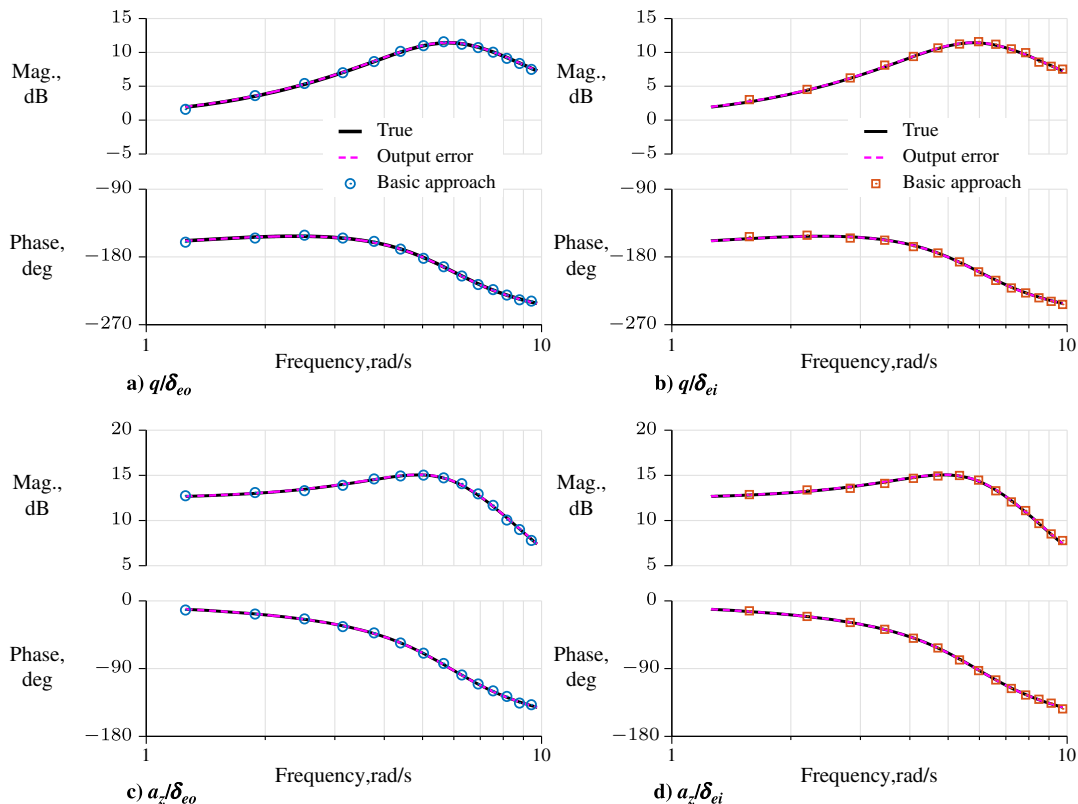 15
10
5
0
−5
Mag.,
dB
True
Output error
Basic approach
−90
−180
−270
Phase,
deg
1
10
Frequency,rad/s
a) q/δeo
15
10
5
0
−5
Mag.,
dB
True
Output error
Basic approach
−90
−180
−270
Phase,
deg
1
10
Frequency,rad/s
b) q/δei
20
15
10
5
Mag.,
dB
0
−90
−180
Phase,
deg
1
10
Frequency,rad/s
c) az/δeo
20
15
10
5
Mag.,
dB
0
−90
−180
Phase,
deg
1
10
Frequency,rad/s
d) az/δei